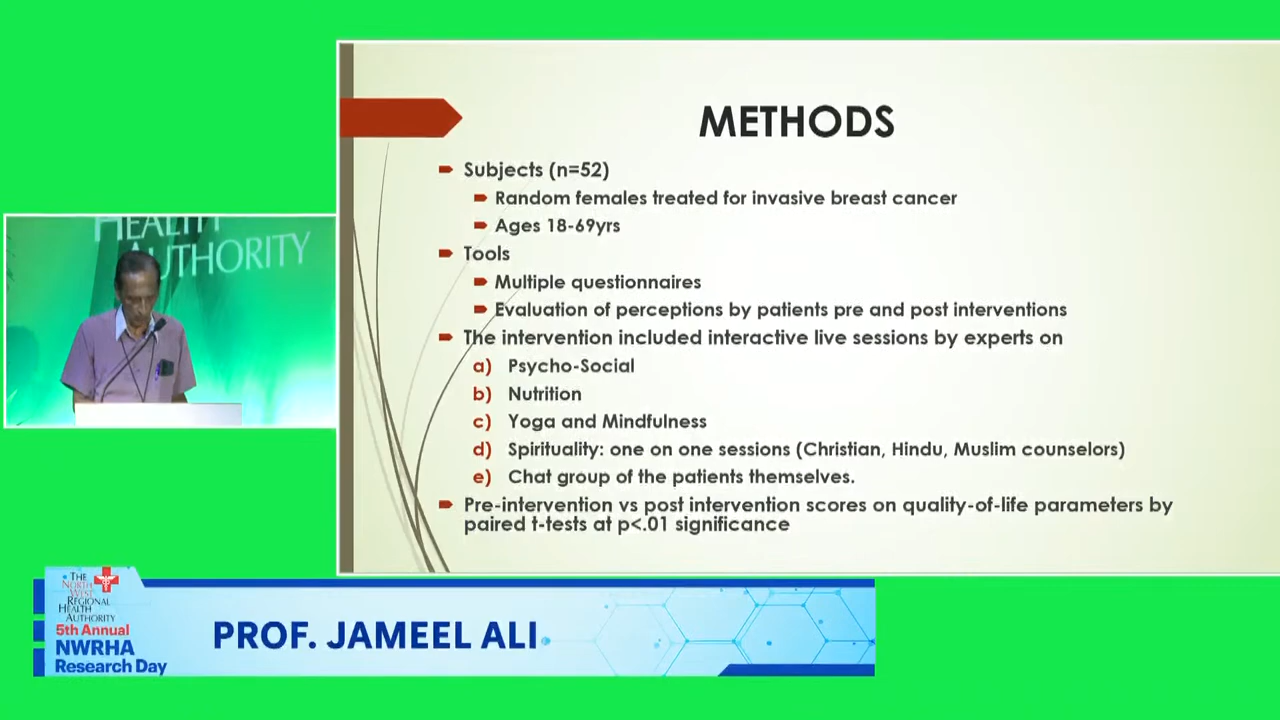 HEALTH
AUTHORITY
METHODS
Subjects (n=52)
Random females treated for invasive breast cancer
Ages 18-69yrs
Tools
Multiple questionnaires
Evaluation of perceptions by patients pre and post interventions
The intervention included interactive live sessions by experts on
a) Psycho-Social
b) Nutrition
c) Yoga and Mindfulness
d) Spirituality: one on one sessions (Christian, Hindu, Muslim counselors)
e) Chat group of the patients themselves.
Pre-intervention vs post intervention scores on quality-of-life parameters by
paired t-tests at p<.01 significance
THE
NORTH
WEST
REGIONAL
HEALTH
AUTHORITY
5th Annual
NWRHA
Research Day
PROF. JAMEEL ALI